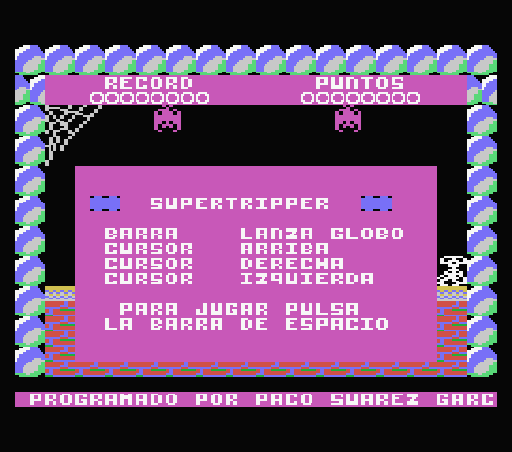 RECORD PUNTOS
00000000 00000000
SUPERTRIPPER
BARRA LANZA GLOBO
CURSOR ARRIBA
CURSOR DERECHA
CURSOR IZQUIERDA
PARA JUGAR PULSA
LA BARRA DE ESPACIO
PROGRAMADO POR PACO SUAREZ GARC